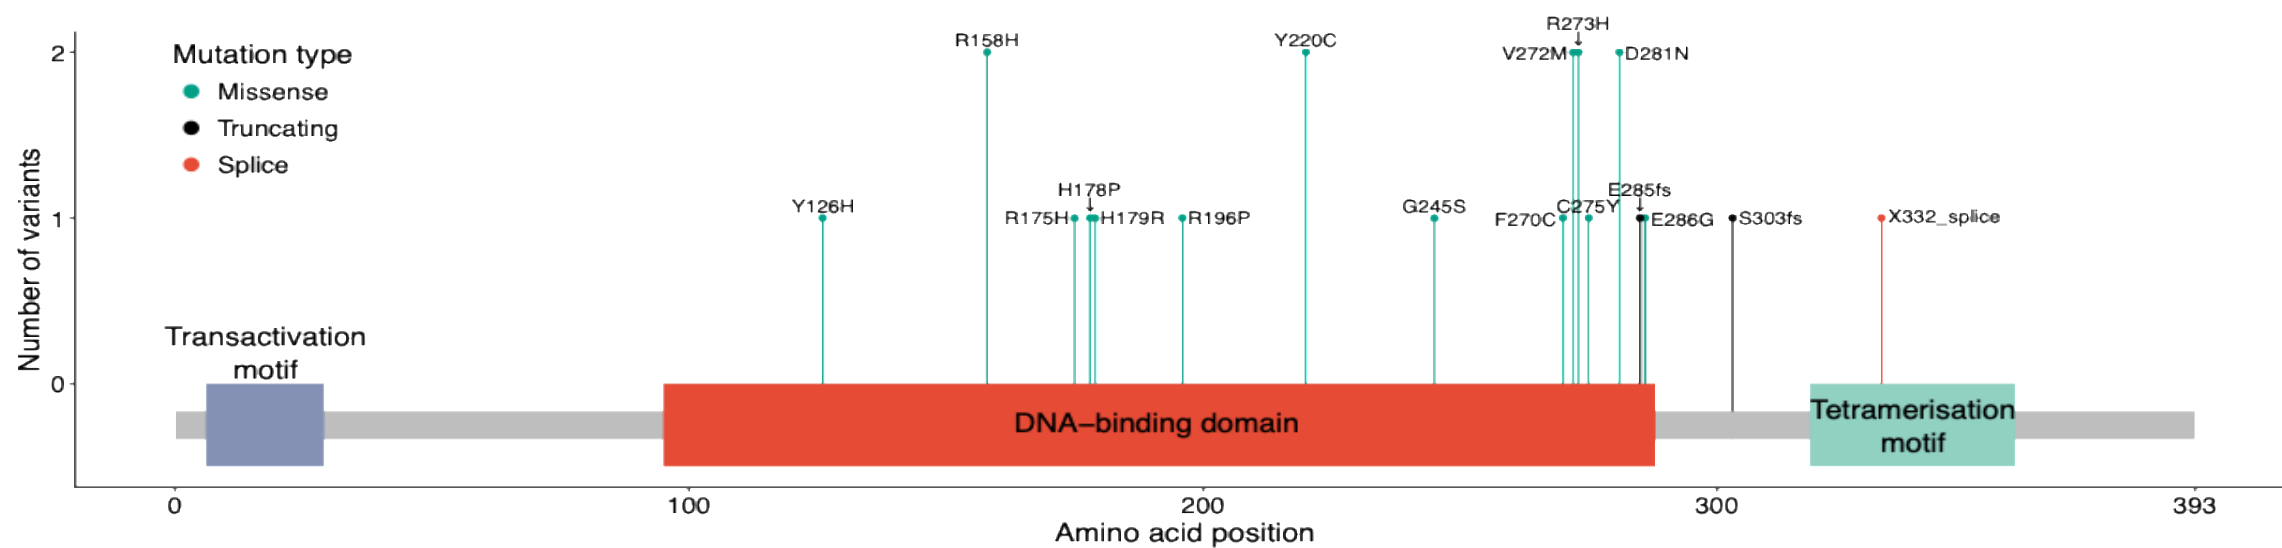 R273H
R158H
Y220C
2
V272M
D281N
Mutation type
Missense
Truncating
Splice
Number of variants
H178P
E285fs
Y126H
G245S
C275Y
1
R175H
H179R
R196P
F270C
E286G
S303fs
X332_splice
Transactivation
motif
0
DNA–binding domain
Tetramerisation
motif
0
100
200
300
393
Amino acid position